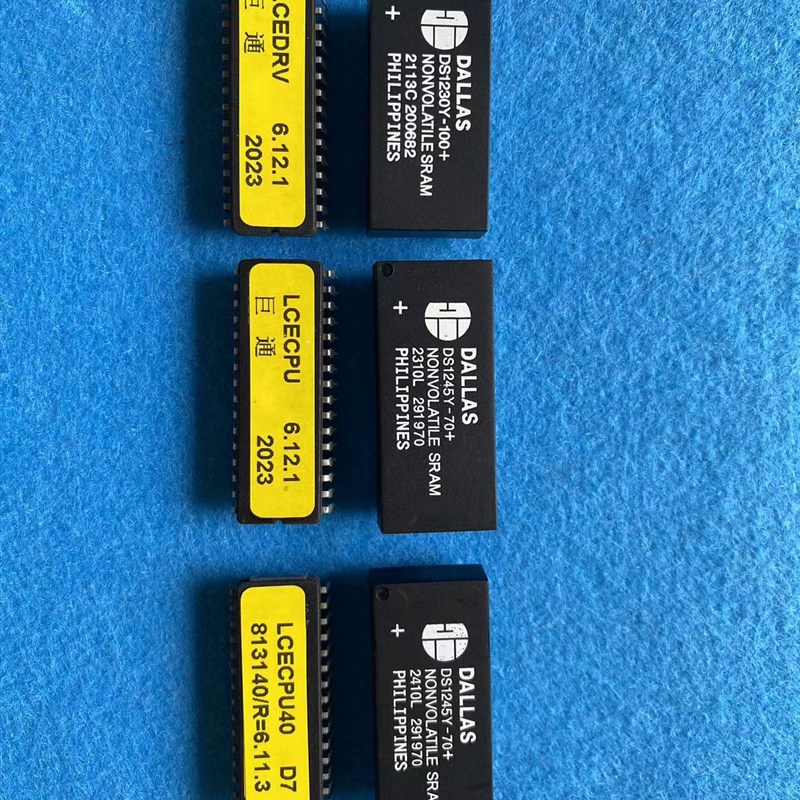 CEDRV 6.12.1
巨通 2023
DALLAS
DS1230Y-100+
NONVOLATILE SRAM
2113C 200682
PHILIPPINES
+
LCECPU 6.12.1
巨通 2023
DALLAS
DS1245Y-70+
NONVOLATILE SRAM
2310L 291970
PHILIPPINES
+
LCECPU40 D7
813140/R=6.11.3
DALLAS
DS1245Y-70+
NONVOLATILE SRA
2410L 291970
PHILIPPINES
+